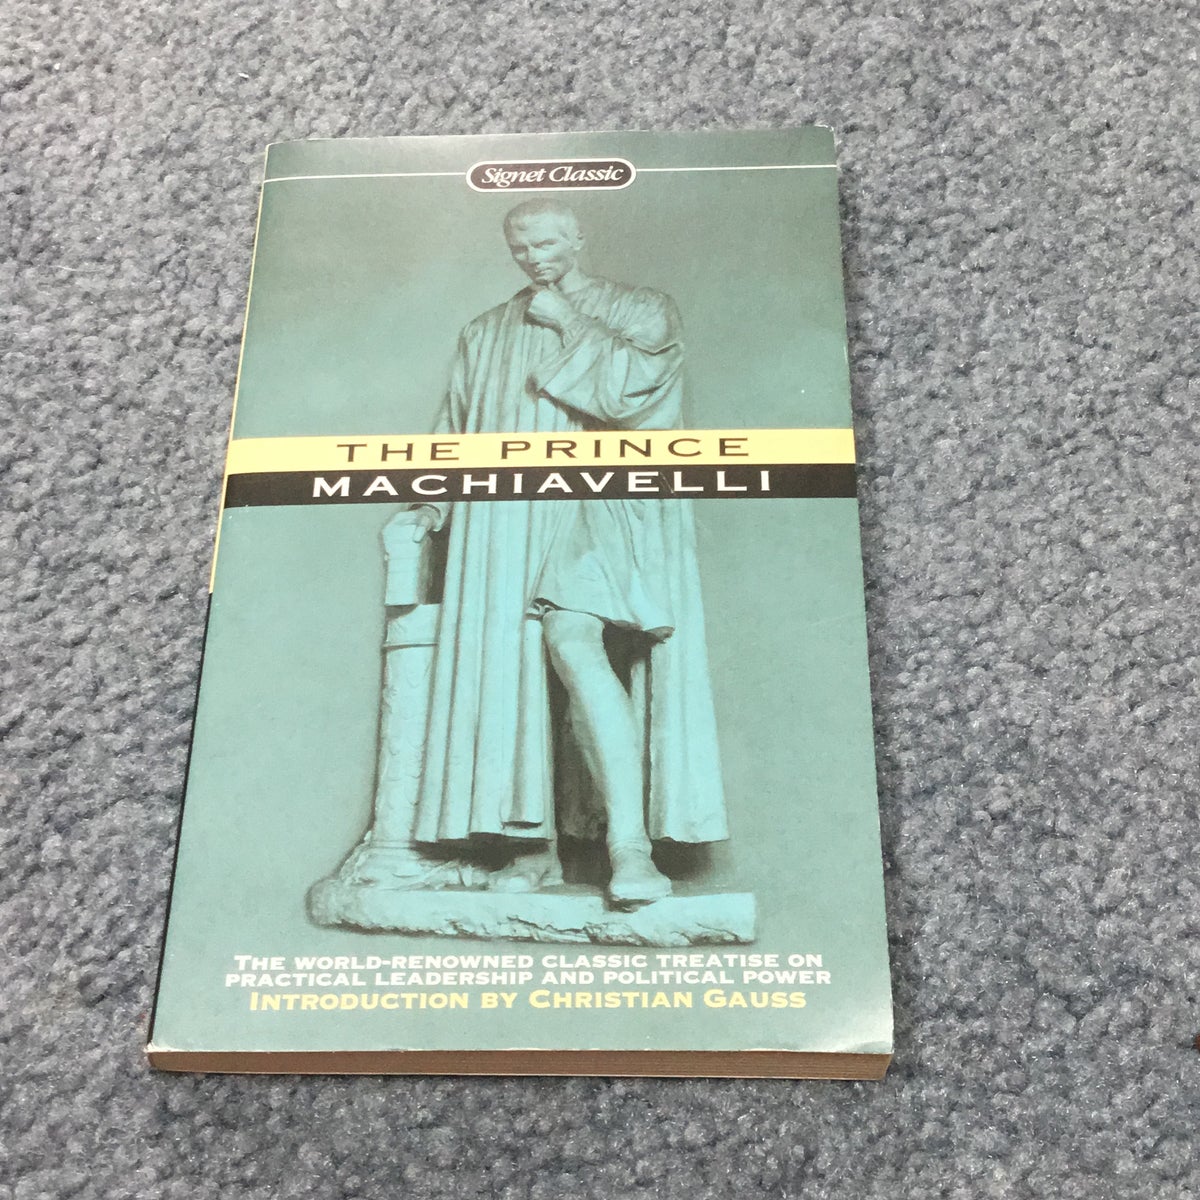 Signet Classic
THE PRINCE
MACHIAVELLI
THE WORLD-RENOWNED CLASSIC TREATISE ON
PRACTICAL LEADERSHIP AND POLITICAL POWER
INTRODUCTION BY CHRISTIAN GAUSS